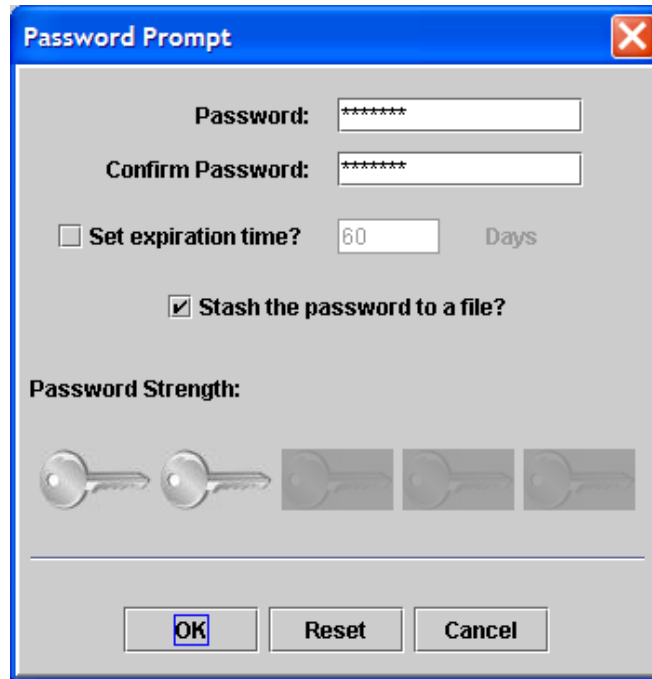 Password Prompt
Password: *******
Confirm Password: *******
Set expiration time? 60 Days
Stash the password to a file?
Password Strength:
OK Reset Cancel